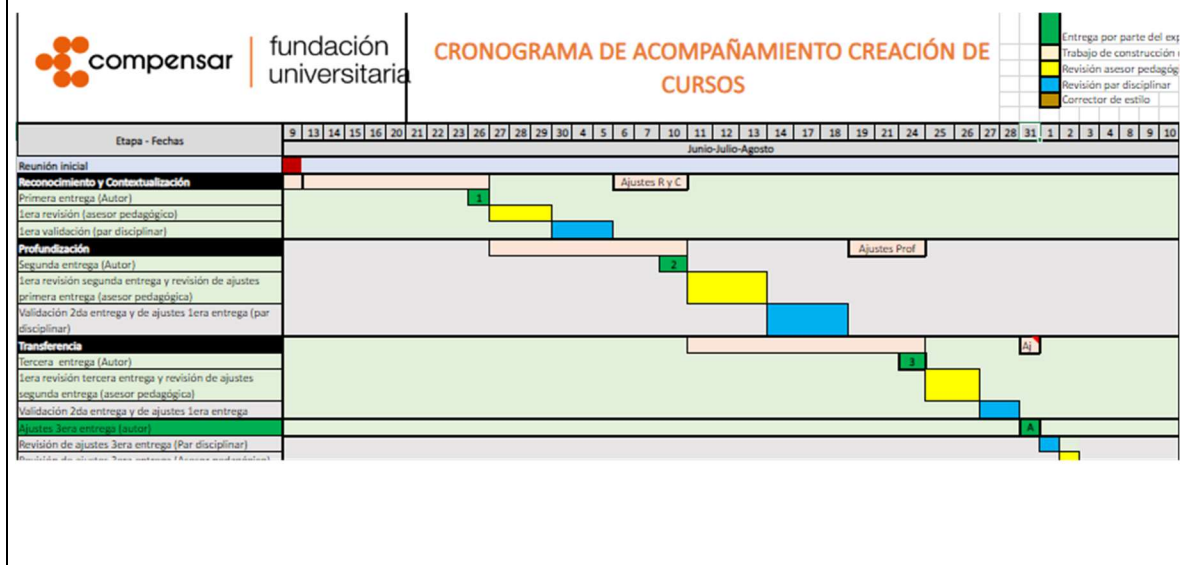 compensar
fundación
universitaria
CRONOGRAMA DE ACOMPAÑAMIENTO CREACIÓN DE
CURSOS
Entrega por parte del exp
Trabajo de construcción
Revisión asesor pedagóg
Revisión par disciplinar
Corrector de estilo
Etapa - Fechas
9 13 14 15 16 20 21 22 23 26 27 28 29 30 4 5 6 7 10 11 12 13 14 17 18 19 21 24 25 26 27 28 31 1 2 3 4 8 9 10
Junio-Julio-Agosto
Reunión inicial
Reconocimiento y Contextualización
Ajustes R y C
Primera entrega (Autor)
1
1era revisión (asesor pedagógico)
1era validación (par disciplinar)
Profundización
Ajustes Prof
Segunda entrega (Autor)
2
1era revisión segunda entrega y revisión de ajustes
primera entrega (asesor pedagógica)
Validación 2da entrega y de ajustes 1era entrega (par
disciplinar)
Transferencia
Aj
Tercera entrega (Autor)
3
1era revisión tercera entrega y revisión de ajustes
segunda entrega (asesor pedagógica)
Validación 2da entrega y de ajustes 1era entrega
Ajustes 3era entrega (autor)
A
Revisión de ajustes 3era entrega (Par disciplinar)